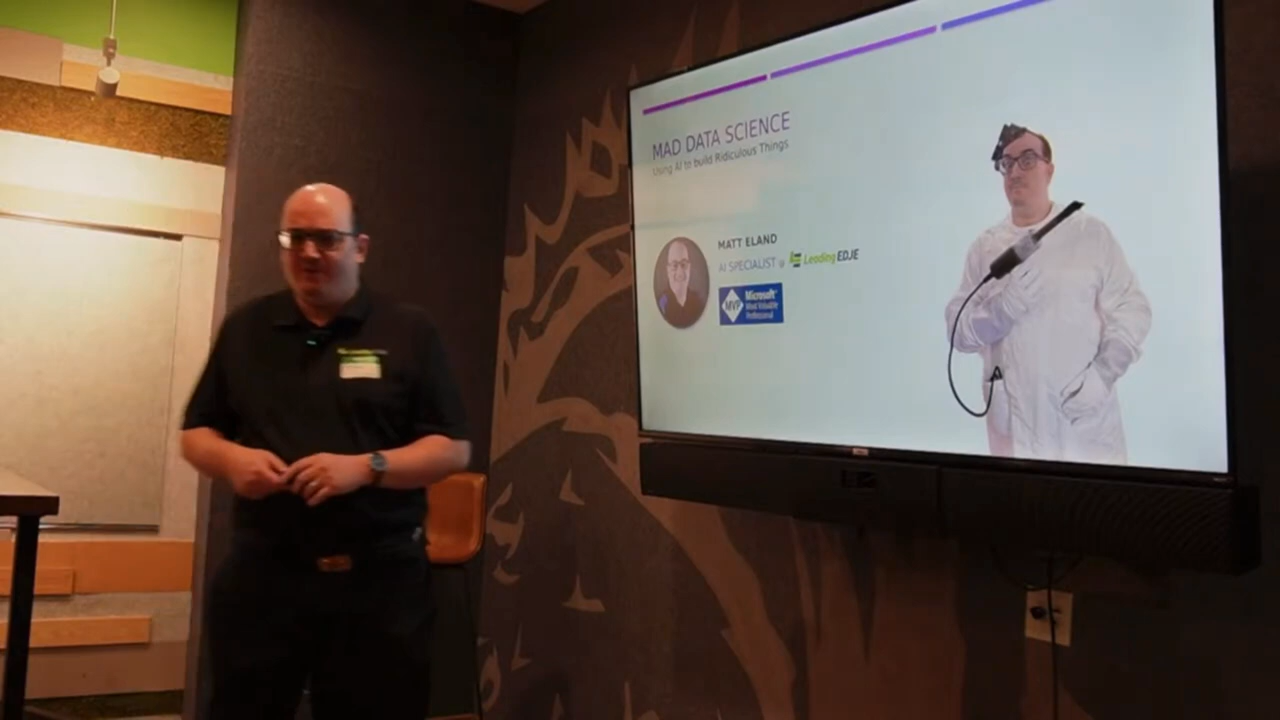 MAD DATA SCIENCE
Using AI to build Ridiculous Things
MATT ELAND
AI SPECIALIST @ Leading EDJE
MVP
Microsoft
Most Valuable
Professional